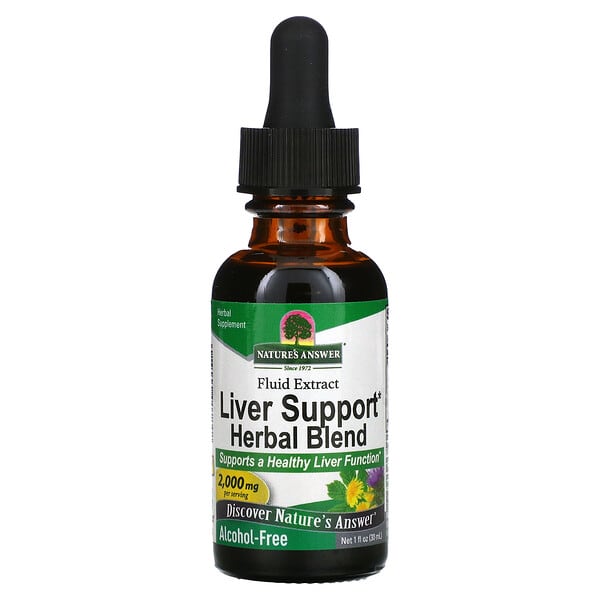 Herbal
Supplement
NATURE'S ANSWER®
Since 1972
Fluid Extract
Liver Support*
Herbal Blend
Supports a Healthy Liver Function*
2,000 mg
per serving
Discover Nature's Answer
Alcohol-Free
Net 1 fl oz (30 mL)